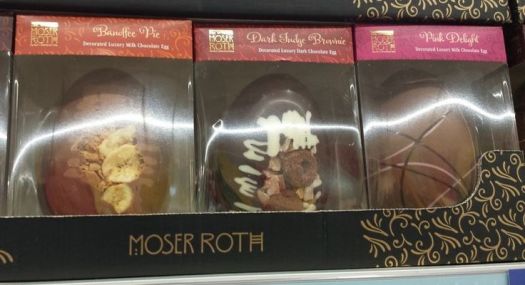 MOSER ROTH
Banoffee Pie
Decorated Luxury Milk Chocolate Egg
MOSER ROTH
Dark Fudge Brownie
Decorated Luxury Dark Chocolate Egg
MOSER ROTH
Pink Delight
Decorated Luxury Milk Chocolate Egg
MOSER ROTH